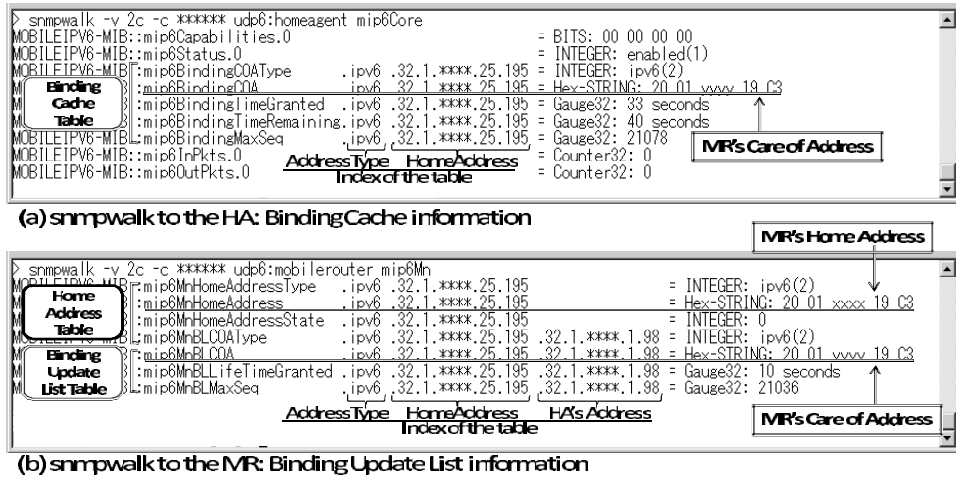 > snmpwalk -v 2c -c ****** udp6:homeagent mip6Core
MOBILEIPV6-MIB::mip6Capabilities.0 = BITS: 00 00 00 00
MOBILEIPV6-MIB::mip6Status.0 = INTEGER: enabled(1)
MOBILEIPV6-MIB::mip6BindingCOAType .ipv6 .32.1.****.25.195 = INTEGER: ipv6(2)
M mip6BindingCOA .ipv6 .32.1.****.25.195 = Hex-STRING: 20 01 yyyy 19 C3
M :mip6BindingTimeGranted .ipv6 .32.1.****.25.195 = Gauge32: 33 seconds
M :mip6BindingTimeRemaining.ipv6 .32.1.****.25.195 = Gauge32: 40 seconds
MOBILEIPV6-MIB::mip6BindingMaxSeq .ipv6 .32.1.****.25.195 = Gauge32: 21078
MOBILEIPV6-MIB::mip6InPkts.0 = Counter32: 0
MOBILEIPV6-MIB::mip6OutPkts.0 = Counter32: 0
Binding
Cache
Table
AddressType HomeAddress
Index of the table
MR's Care of Address
(a) snmpwalk to the HA: Binding Cache information
MR's Home Address
> snmpwalk -v 2c -c ****** udp6:mobilerouter mip6Mn
MOBILEIPV6-MIB::mip6MnHomeAddressType .ipv6 .32.1.****.25.195 = INTEGER: ipv6(2)
M :mip6MnHomeAddress .ipv6 .32.1.****.25.195 = Hex-STRING: 20 01 xxxx 19 C3
M :mip6MnHomeAddressState .ipv6 .32.1.****.25.195 = INTEGER: 0
M :mip6MnBLCOAType .ipv6 .32.1.****.25.195 .32.1.****.1.98 = INTEGER: ipv6(2)
M :mip6MnBLCOA .ipv6 .32.1.****.25.195 .32.1.****.1.98 = Hex-STRING: 20 01 yyyy 19 C3
M :mip6MnBLLifeTimeGranted .ipv6 .32.1.****.25.195 .32.1.****.1.98 = Gauge32: 10 seconds
M :mip6MnBLMaxSeq .ipv6 .32.1.****.25.195 .32.1.****.1.98 = Gauge32: 21036
Home
Address
Table
Binding
Update
List Table
AddressType HomeAddress HA's Address
Index of the table
MR's Care of Address
(b) snmpwalk to the MR: Binding Update List information